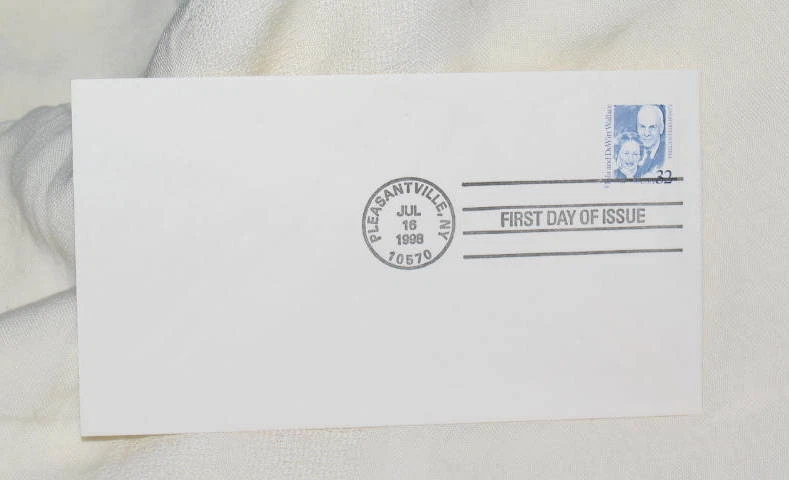 Lila and DeWitt Wallace
32
PLEASANTVILLE, NY
JUL
16
1998
10570
FIRST DAY OF ISSUE